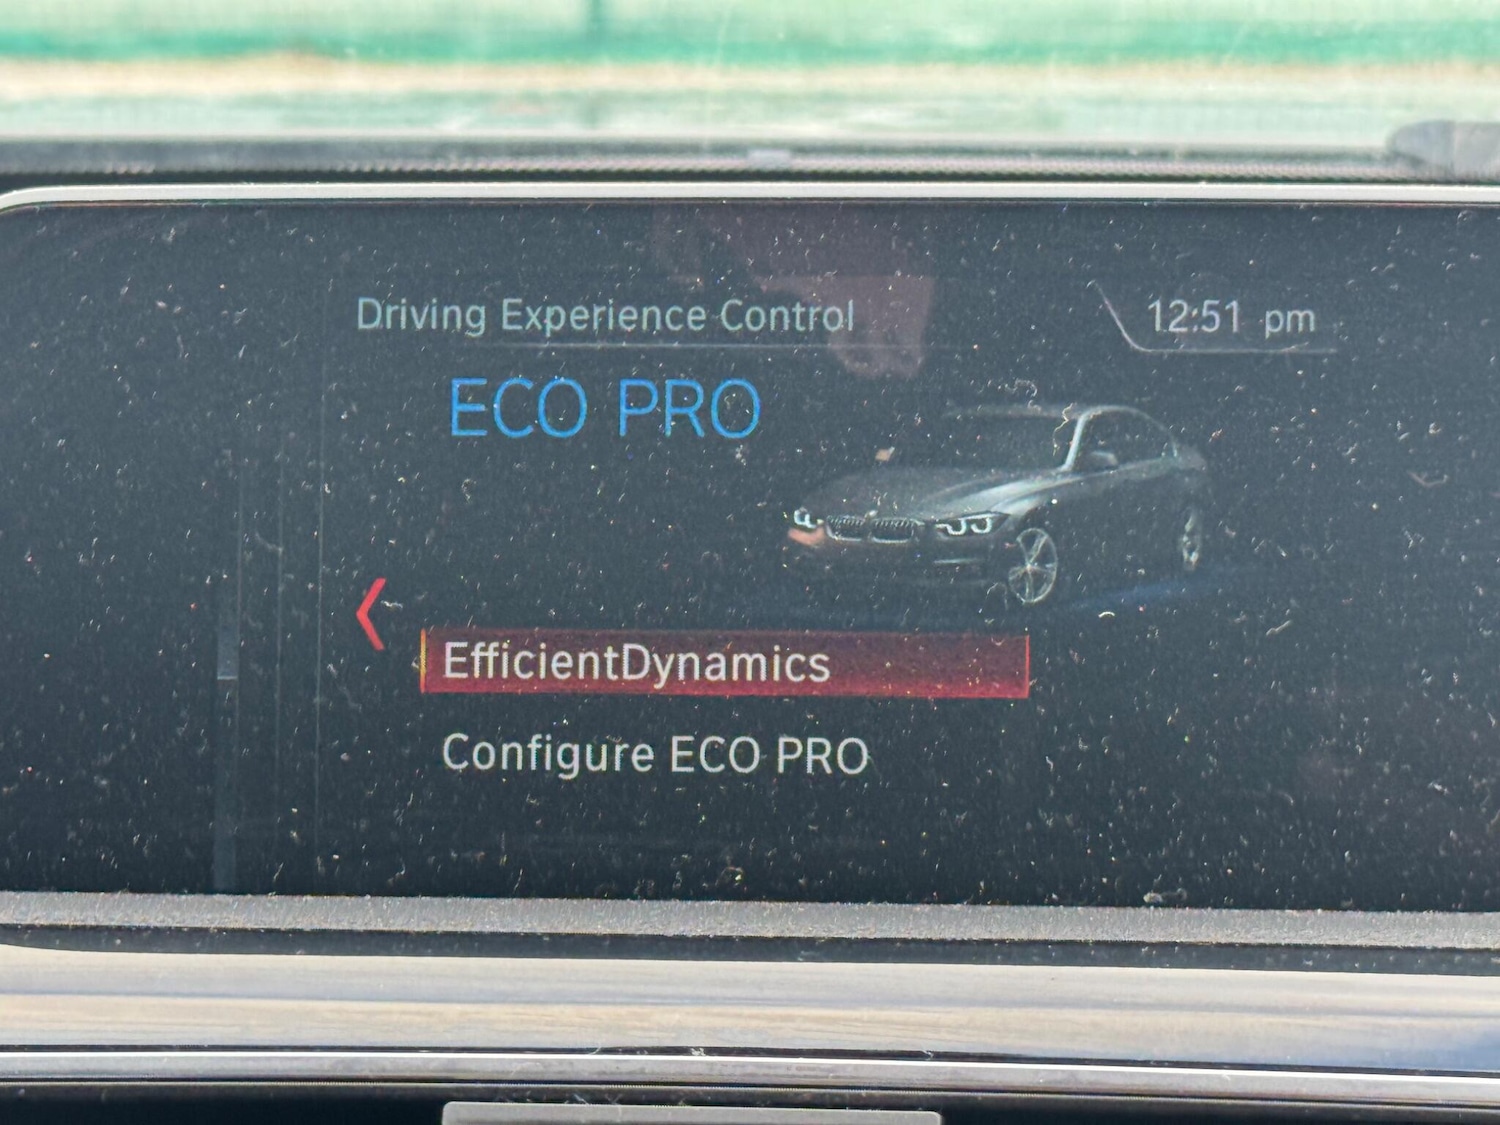 Driving Experience Control
12:51 pm
ECO PRO
EfficientDynamics
Configure ECO PRO